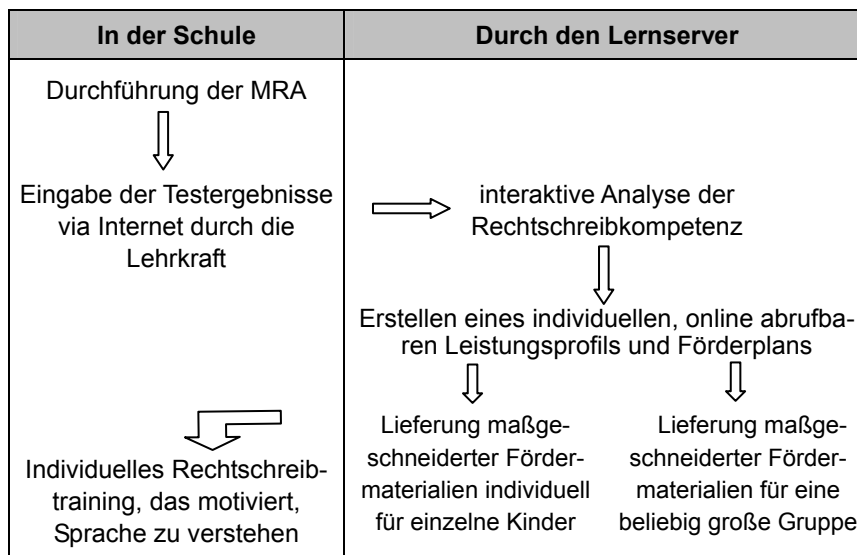 In der Schule
Durch den Lernserver
Durchführung der MRA
Eingabe der Testergebnisse
via Internet durch die
Lehrkraft
interaktive Analyse der
Rechtschreibkompetenz
Erstellen eines individuellen, online abrufba-
ren Leistungsprofils und Förderplans
Lieferung maßge-
schneiderter Förder-
materialien individuell
für einzelne Kinder
Lieferung maßge-
schneiderter Förder-
materialien für eine
beliebig große Gruppe
Individuelles Rechtschreib-
training, das motiviert,
Sprache zu verstehen